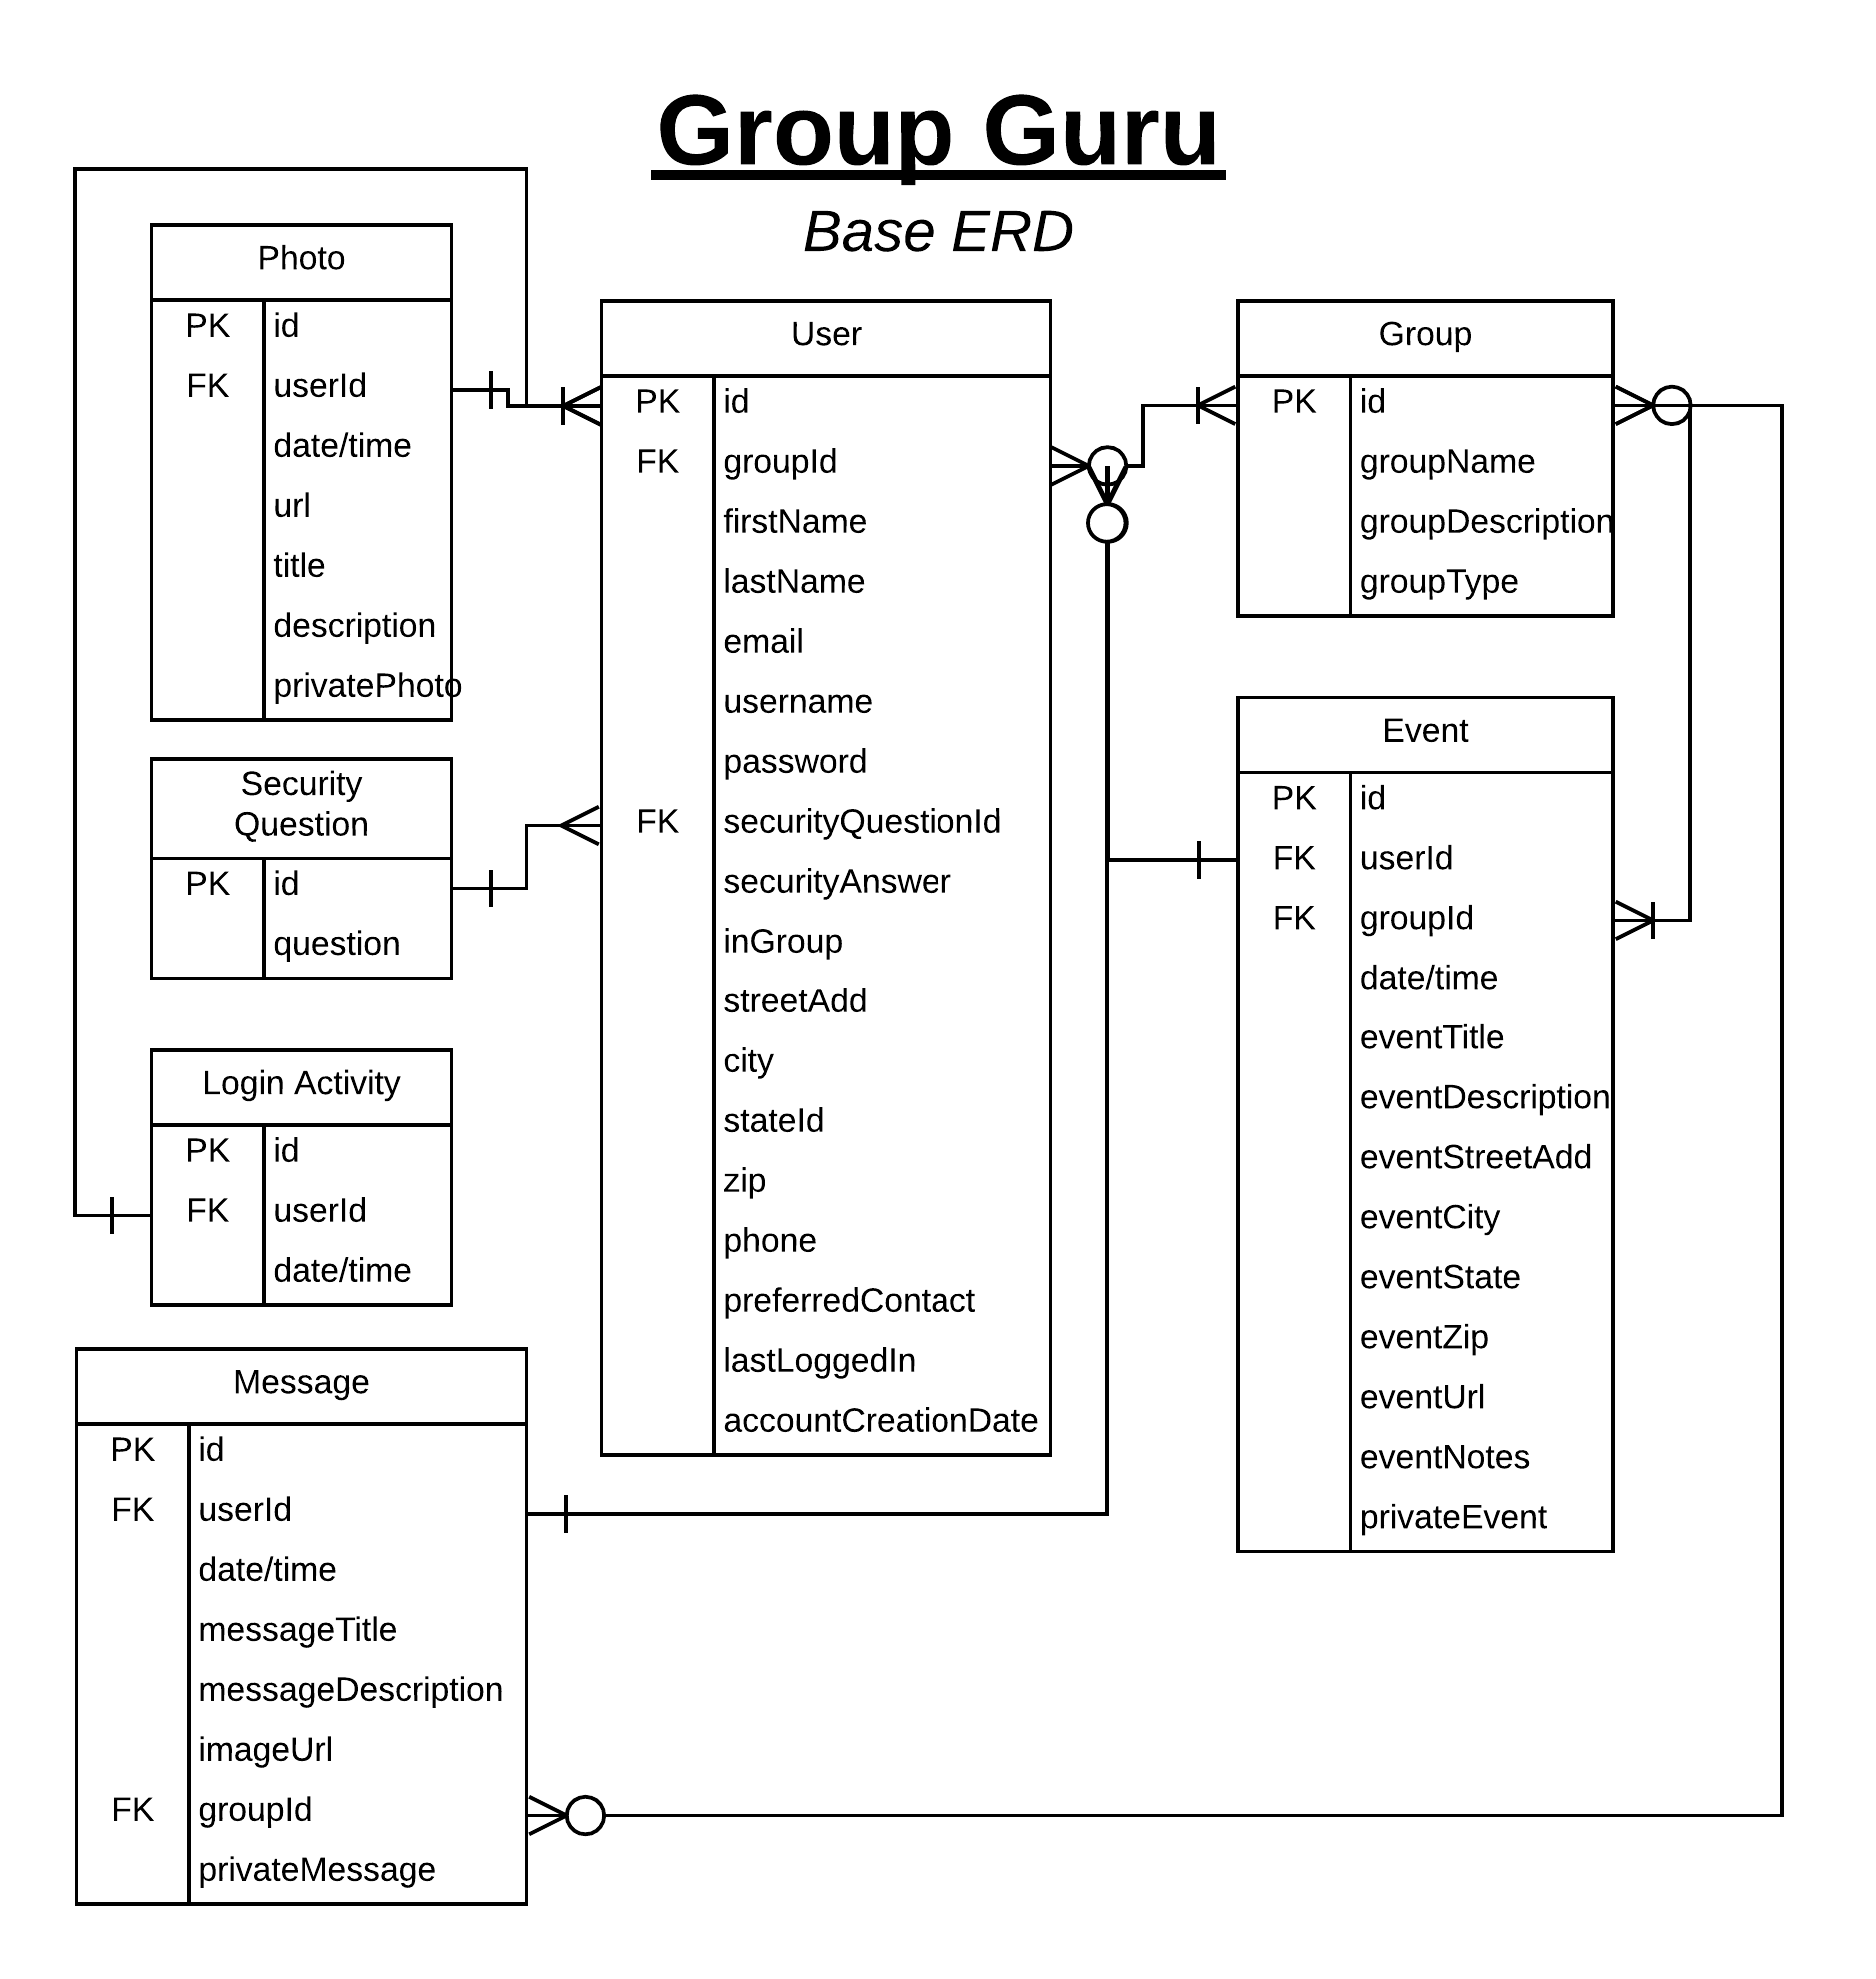 Group Guru
Base ERD
Photo
PK id
FK userId
date/time
url
title
description
privatePhoto
Security
Question
PK id
question
Login Activity
PK id
FK userId
date/time
Message
PK id
FK userId
date/time
messageTitle
messageDescription
imageUrl
FK groupId
privateMessage
User
PK id
FK groupId
firstName
lastName
email
username
password
FK securityQuestionId
securityAnswer
inGroup
streetAdd
city
stateId
zip
phone
preferredContact
lastLoggedIn
accountCreationDate
Group
PK id
groupName
groupDescription
groupType
Event
PK id
FK userId
FK groupId
date/time
eventTitle
eventDescription
eventStreetAdd
eventCity
eventState
eventZip
eventUrl
eventNotes
privateEvent